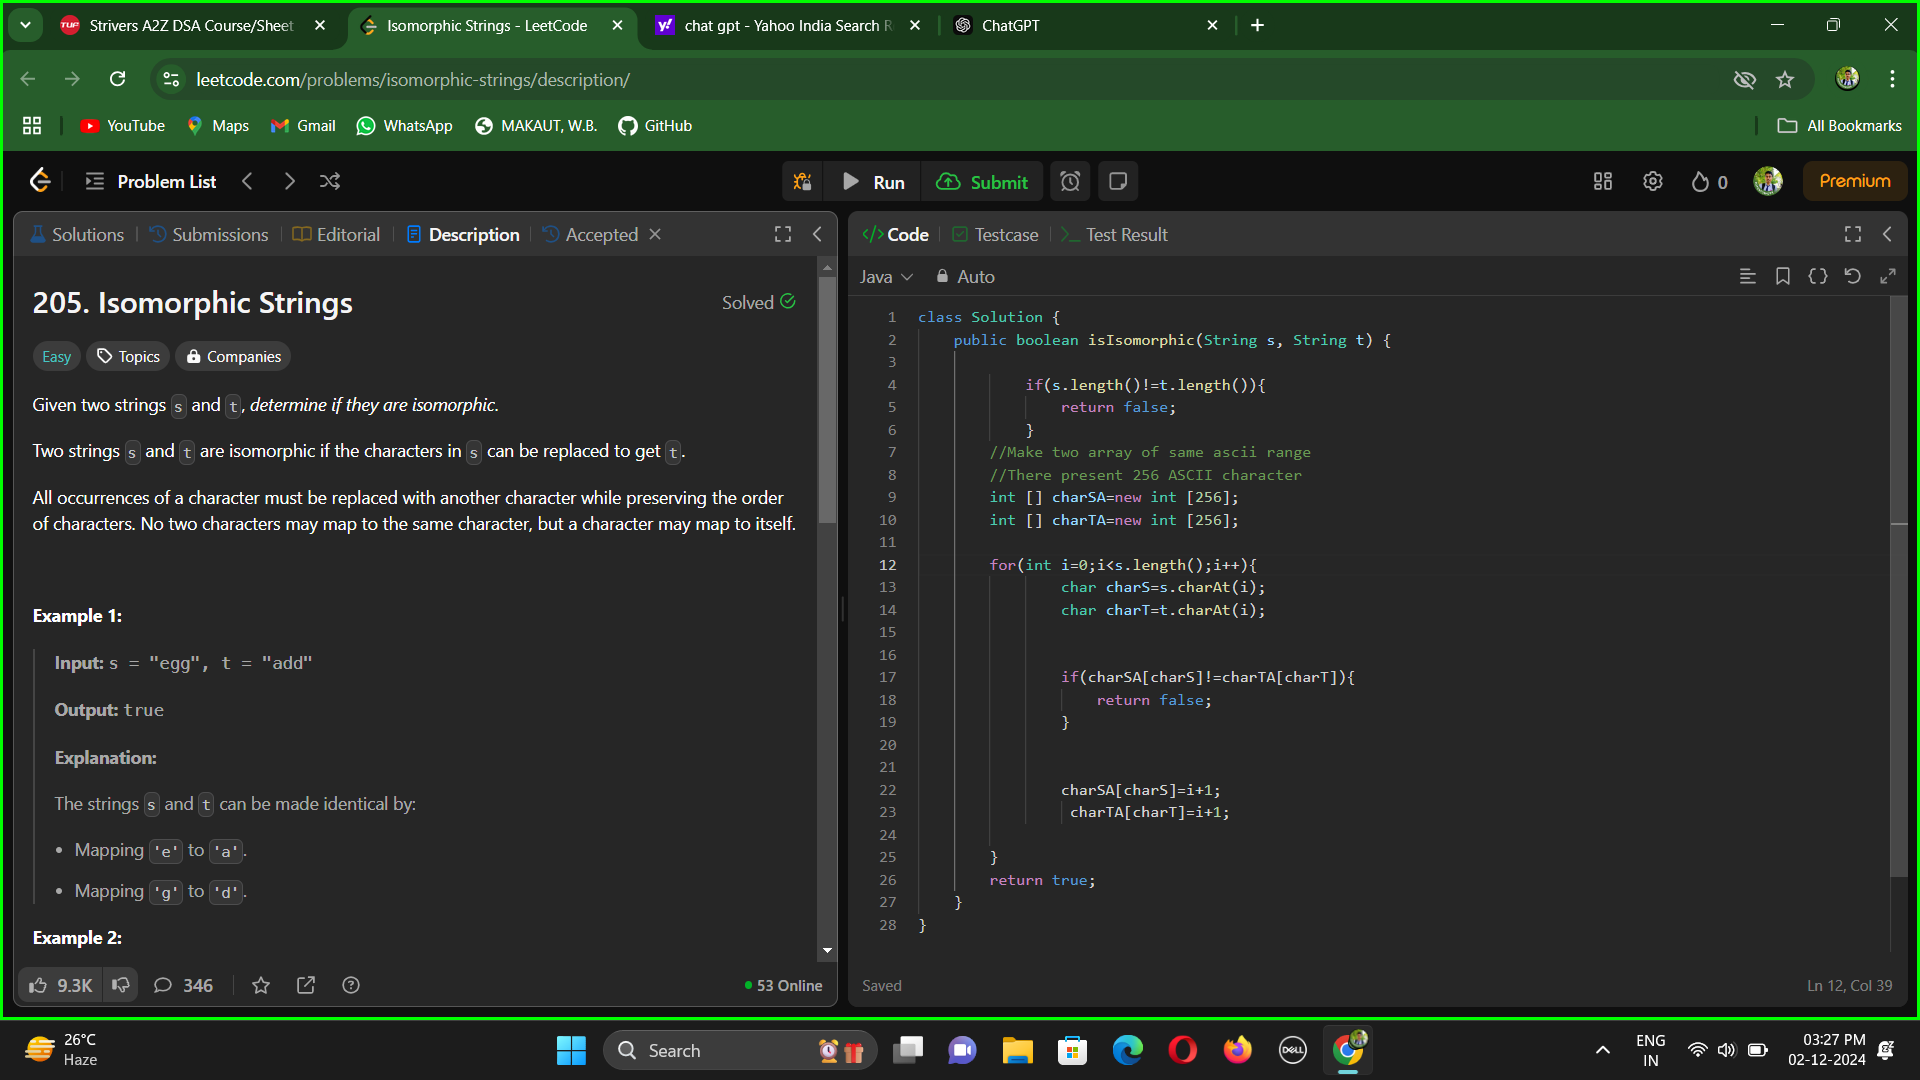 Strivers A2Z DSA Course/Sheet
Isomorphic Strings - LeetCode
chat gpt - Yahoo India Search R
ChatGPT
leetcode.com/problems/isomorphic-strings/description/
YouTube
Maps
Gmail
WhatsApp
MAKAUT, W.B.
GitHub
All Bookmarks
Problem List
Run
Submit
0
Premium
Solutions
Submissions
Editorial
Description
Accepted
205. Isomorphic Strings
Solved
Easy
Topics
Companies
Given two strings s and t, determine if they are isomorphic.
Two strings s and t are isomorphic if the characters in s can be replaced to get t.
All occurrences of a character must be replaced with another character while preserving the order
of characters. No two characters may map to the same character, but a character may map to itself.
Example 1:
Input: s = "egg", t = "add"
Output: true
Explanation:
The strings s and t can be made identical by:
• Mapping 'e' to 'a'.
• Mapping 'g' to 'd'.
Example 2:
9.3K
346
53 Online
Code
Testcase
Test Result
Java
Auto
1 class Solution {
2 public boolean isIsomorphic(String s, String t) {
3
4 if(s.length()!=t.length()){
5 return false;
6 }
7 //Make two array of same ascii range
8 //There present 256 ASCII character
9 int [] charSA=new int [256];
10 int [] charTA=new int [256];
11
12 for(int i=0;i<s.length();i++){
13 char charS=s.charAt(i);
14 char charT=t.charAt(i);
15
16
17 if(charSA[charS]!=charTA[charT]){
18 return false;
19 }
20
21
22 charSA[charS]=i+1;
23 charTA[charT]=i+1;
24
25 }
26 return true;
27 }
28 }
Saved
Ln 12, Col 39
26°C
Haze
Search
DELL
ENG
IN
03:27 PM
02-12-2024